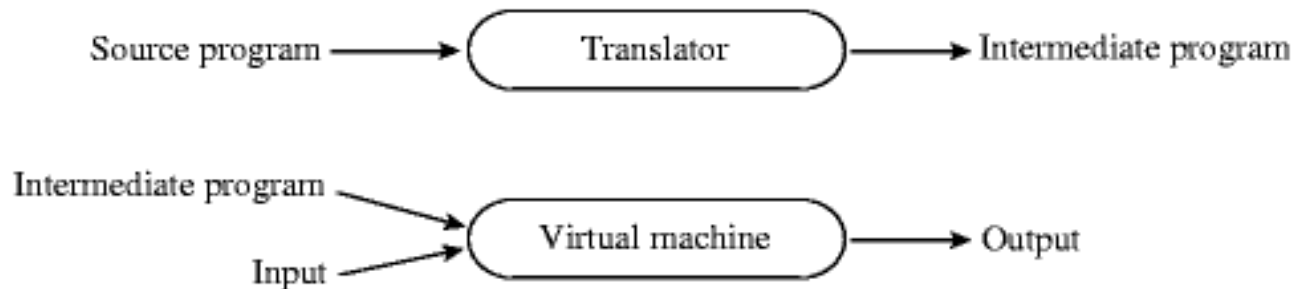 Source program
Translator
Intermediate program
Intermediate program
Input
Virtual machine
Output